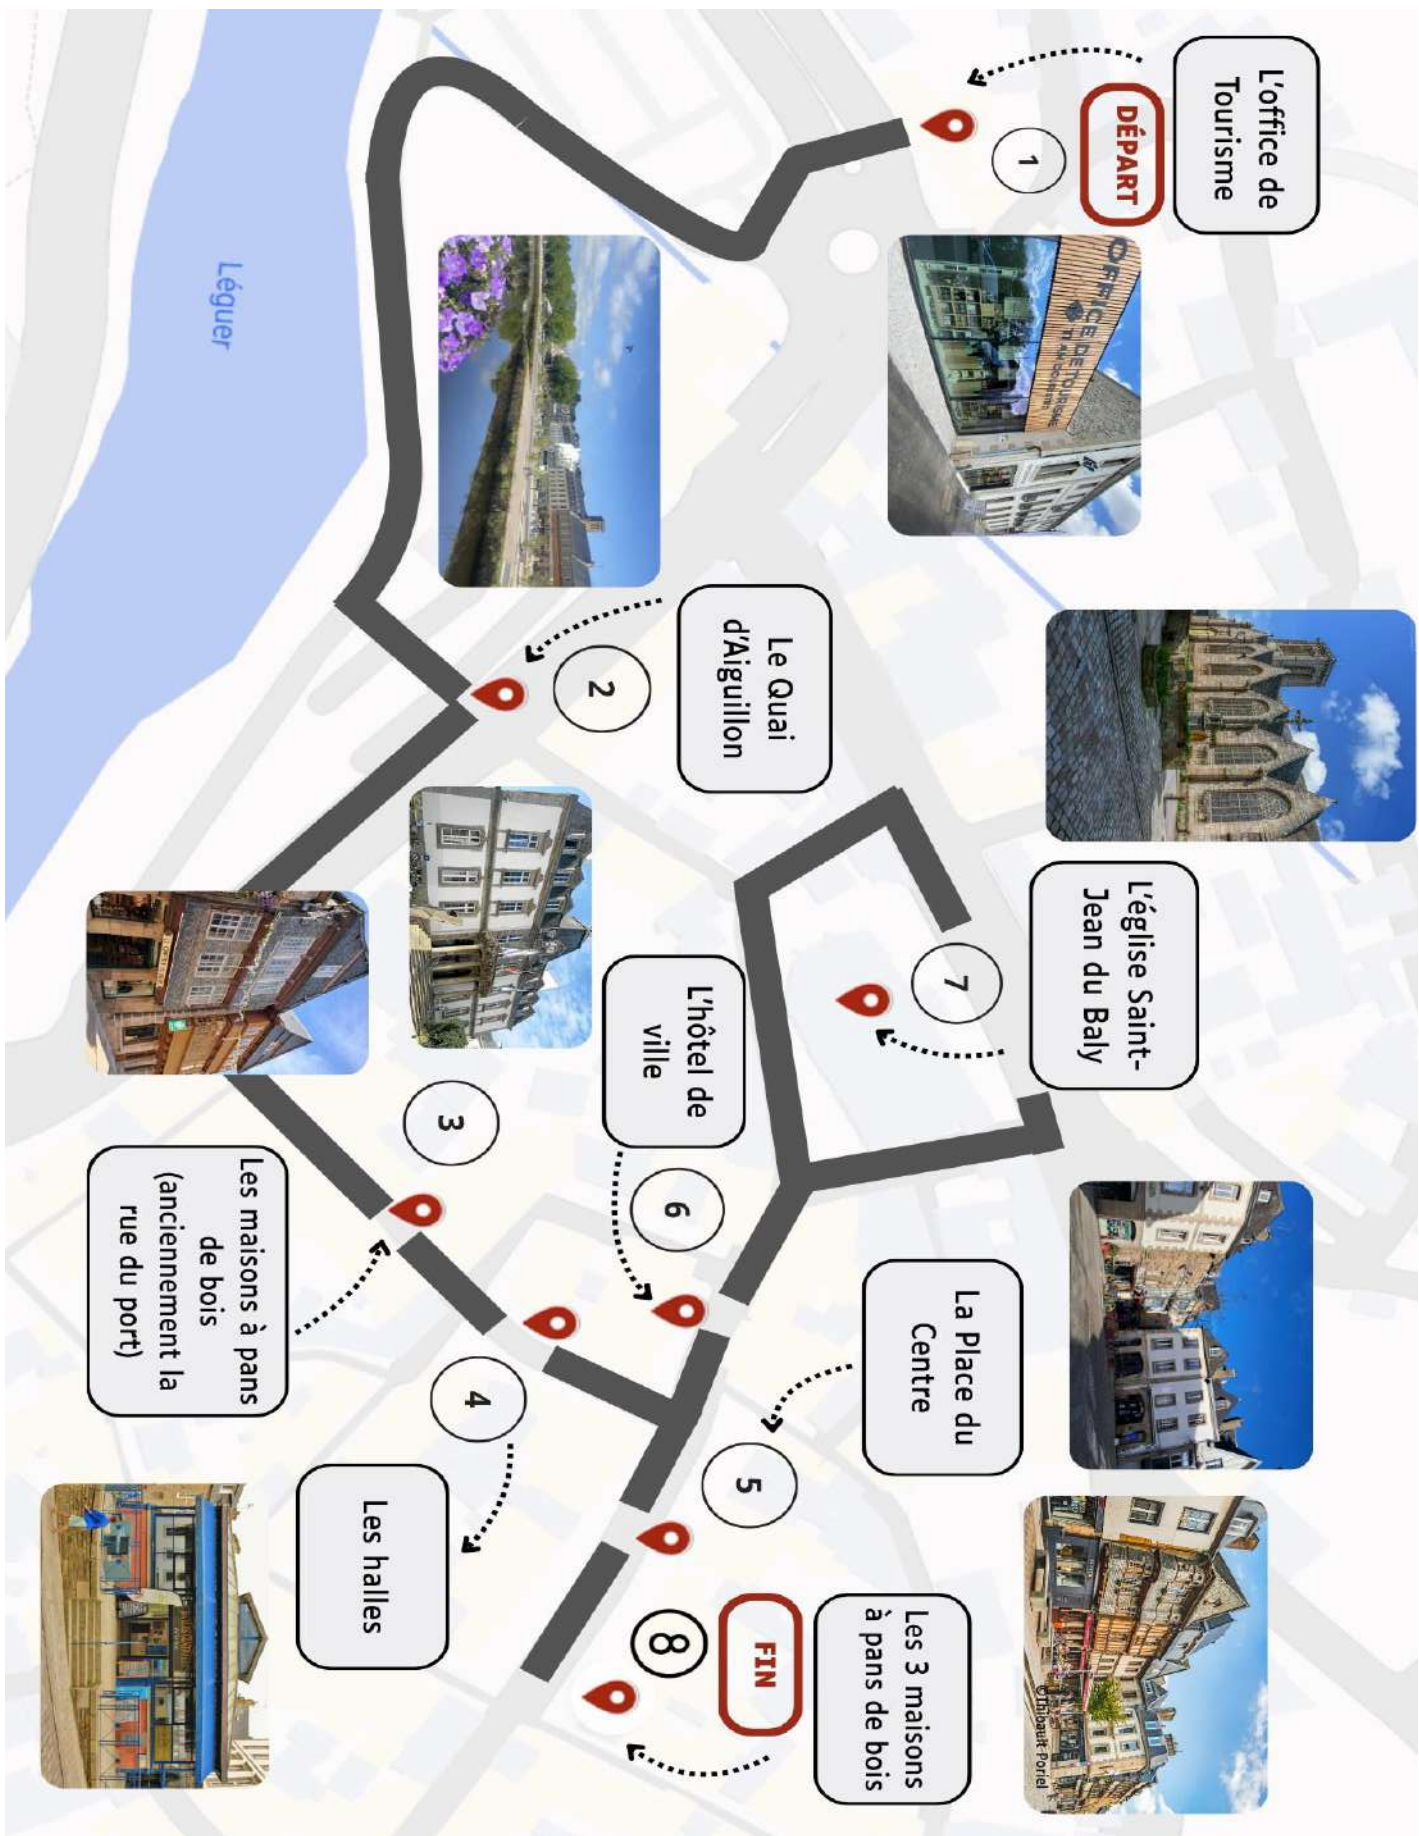 L'office de
Tourisme
DÉPART
1
OFFICE DE TOURISME
Léguer
Le Quai
d'Aiguillon
2
Les maisons à pans
de bois
(anciennement la
rue du port)
3
Les halles
4
La Place du
Centre
5
L'hôtel de
ville
6
L'église Saint-
Jean du Baly
7
Les 3 maisons
à pans de bois
FIN
8
©Thibault Poriel